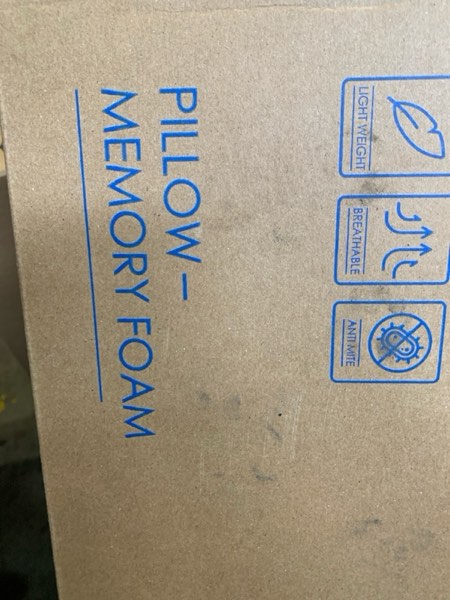 LIGHT WEIGHT
BREATHABLE
ANTI MITE
PILLOW–
MEMORY FOAM